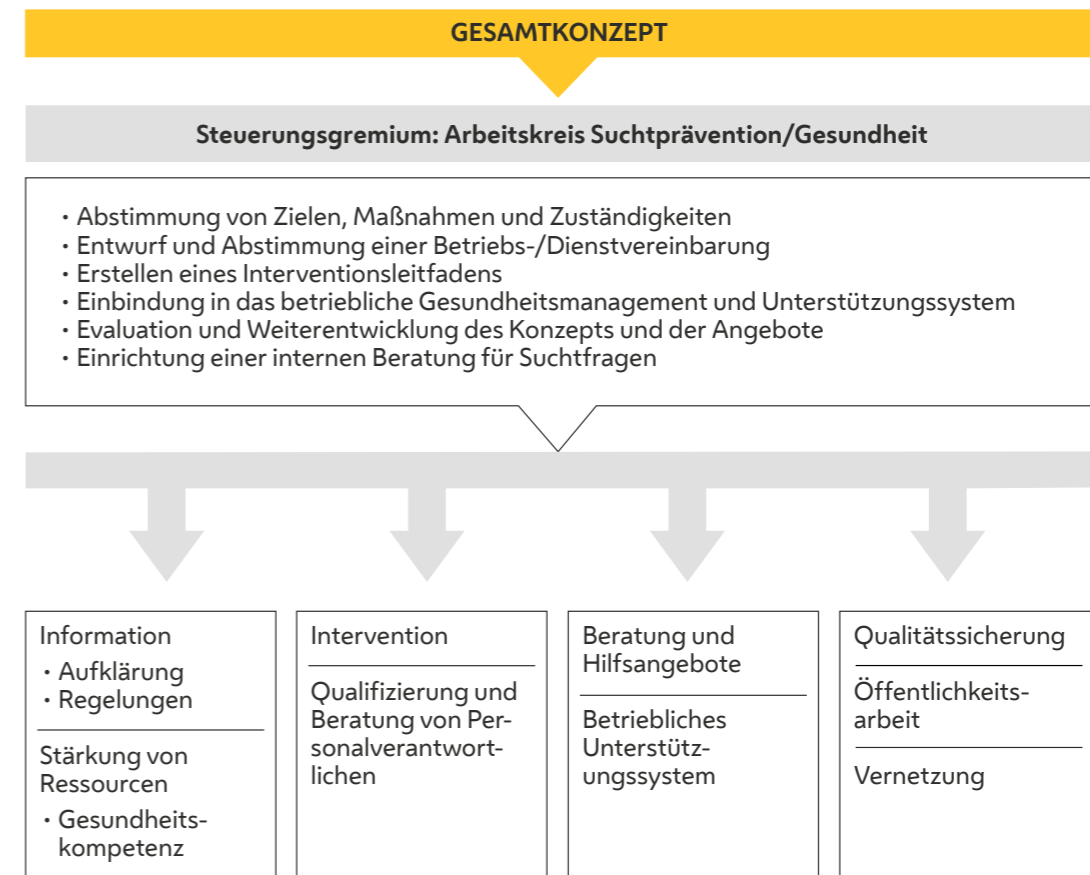 GESAMTKONZEPT
Steuerungsgremium: Arbeitskreis Suchtprävention/Gesundheit
• Abstimmung von Zielen, Maßnahmen und Zuständigkeiten
• Entwurf und Abstimmung einer Betriebs-/Dienstvereinbarung
• Erstellen eines Interventionsleitfadens
• Einbindung in das betriebliche Gesundheitsmanagement und Unterstützungssystem
• Evaluation und Weiterentwicklung des Konzepts und der Angebote
• Einrichtung einer internen Beratung für Suchtfragen
Information
• Aufklärung
• Regelungen
Stärkung von
Ressourcen
• Gesundheits-
kompetenz
Intervention
Qualifizierung und
Beratung von Per-
sonalverantwort-
lichen
Beratung und
Hilfsangebote
Betriebliches
Unterstütz-
ungssystem
Qualitätssicherung
Öffentlichkeits-
arbeit
Vernetzung